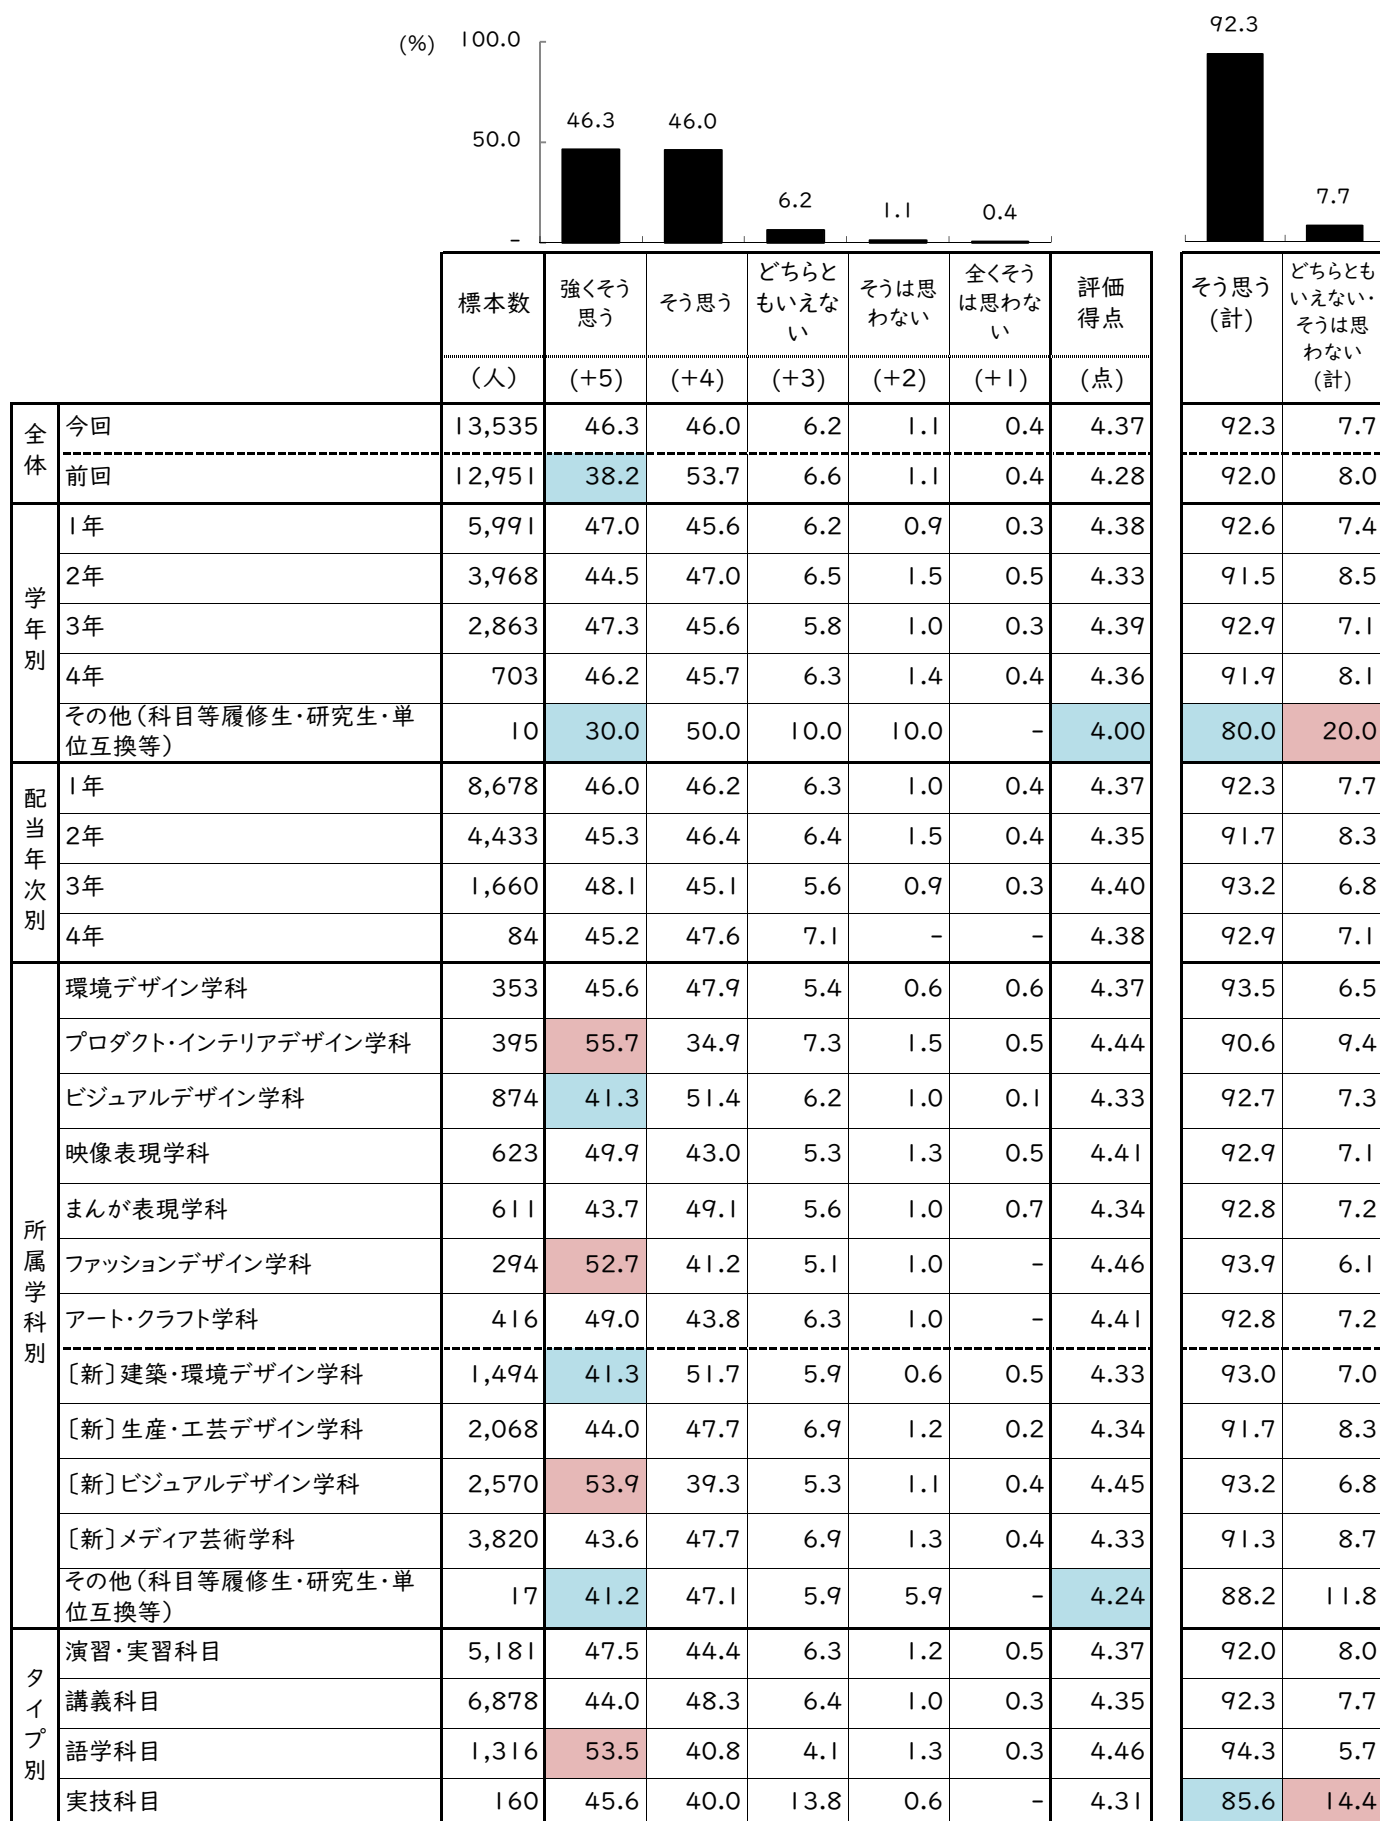 92.3
(%) 100.0
46.3 46.0
50.0
6.2 1.1 0.4 7.7
-
標本数 強くそう思う そう思う どちらともいえない そうは思わない 全くそうは思わない 評価得点 そう思う(計) どちらともいえない・そうは思わない(計)
(人) (+5) (+4) (+3) (+2) (+1) (点)
全体
今回 13,535 46.3 46.0 6.2 1.1 0.4 4.37 92.3 7.7
前回 12,951 38.2 53.7 6.6 1.1 0.4 4.28 92.0 8.0
学年別
1年 5,991 47.0 45.6 6.2 0.9 0.3 4.38 92.6 7.4
2年 3,968 44.5 47.0 6.5 1.5 0.5 4.33 91.5 8.5
3年 2,863 47.3 45.6 5.8 1.0 0.3 4.39 92.9 7.1
4年 703 46.2 45.7 6.3 1.4 0.4 4.36 91.9 8.1
その他(科目等履修生・研究生・単位互換等) 10 30.0 50.0 10.0 10.0 - 4.00 80.0 20.0
配当年次別
1年 8,678 46.0 46.2 6.3 1.0 0.4 4.37 92.3 7.7
2年 4,433 45.3 46.4 6.4 1.5 0.4 4.35 91.7 8.3
3年 1,660 48.1 45.1 5.6 0.9 0.3 4.40 93.2 6.8
4年 84 45.2 47.6 7.1 - - 4.38 92.9 7.1
所属学科別
環境デザイン学科 353 45.6 47.9 5.4 0.6 0.6 4.37 93.5 6.5
プロダクト・インテリアデザイン学科 395 55.7 34.9 7.3 1.5 0.5 4.44 90.6 9.4
ビジュアルデザイン学科 874 41.3 51.4 6.2 1.0 0.1 4.33 92.7 7.3
映像表現学科 623 49.9 43.0 5.3 1.3 0.5 4.41 92.9 7.1
まんが表現学科 611 43.7 49.1 5.6 1.0 0.7 4.34 92.8 7.2
ファッションデザイン学科 294 52.7 41.2 5.1 1.0 - 4.46 93.9 6.1
アート・クラフト学科 416 49.0 43.8 6.3 1.0 - 4.41 92.8 7.2
〔新〕建築・環境デザイン学科 1,494 41.3 51.7 5.9 0.6 0.5 4.33 93.0 7.0
〔新〕生産・工芸デザイン学科 2,068 44.0 47.7 6.9 1.2 0.2 4.34 91.7 8.3
〔新〕ビジュアルデザイン学科 2,570 53.9 39.3 5.3 1.1 0.4 4.45 93.2 6.8
〔新〕メディア芸術学科 3,820 43.6 47.7 6.9 1.3 0.4 4.33 91.3 8.7
その他(科目等履修生・研究生・単位互換等) 17 41.2 47.1 5.9 5.9 - 4.24 88.2 11.8
タイプ別
演習・実習科目 5,181 47.5 44.4 6.3 1.2 0.5 4.37 92.0 8.0
講義科目 6,878 44.0 48.3 6.4 1.0 0.3 4.35 92.3 7.7
語学科目 1,316 53.5 40.8 4.1 1.3 0.3 4.46 94.3 5.7
実技科目 160 45.6 40.0 13.8 0.6 - 4.31 85.6 14.4